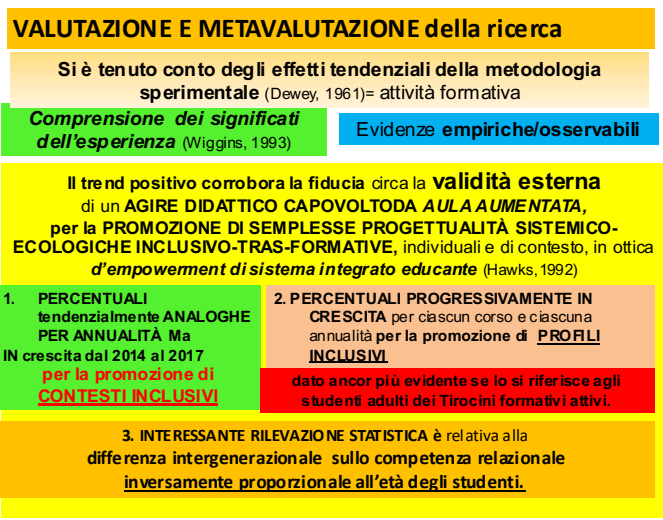 VALUTAZIONE E METAVALUTAZIONE della ricerca
Si è tenuto conto degli effetti tendenziali della metodologia
sperimentale (Dewey, 1961)= attività formativa
Comprensione dei significati
dell'esperienza (Wiggins, 1993)
Evidenze empiriche/osservabili
Il trend positivo corrobora la fiducia circa la validità esterna
di un AGIRE DIDATTICO CAPOVOLTODA AULA AUMENTATA,
per la PROMOZIONE DI SEMPLESSE PROGETTUALITÀ SISTEMICO-
ECOLOGICHE INCLUSIVO-TRAS-FORMATIVE, individuali e di contesto, in ottica
d'empowerment di sistema integrato educante (Hawks,1992)
1. PERCENTUALI
tendenzialmente ANALOGHE
PER ANNUALITÀ Ma
IN crescita dal 2014 al 2017
per la promozione di
CONTESTI INCLUSIVI
2. PERCENTUALI PROGRESSIVAMENTE IN
CRESCITA per ciascun corso e ciascuna
annualità per la promozione di PROFILI
INCLUSIVI
dato ancor più evidente se lo si riferisce agli
studenti adulti dei Tirocini formativi attivi.
3. INTERESSANTE RILEVAZIONE STATISTICA è relativa alla
differenza intergenerazionale sullo competenza relazionale
inversamente proporzionale all'età degli studenti.